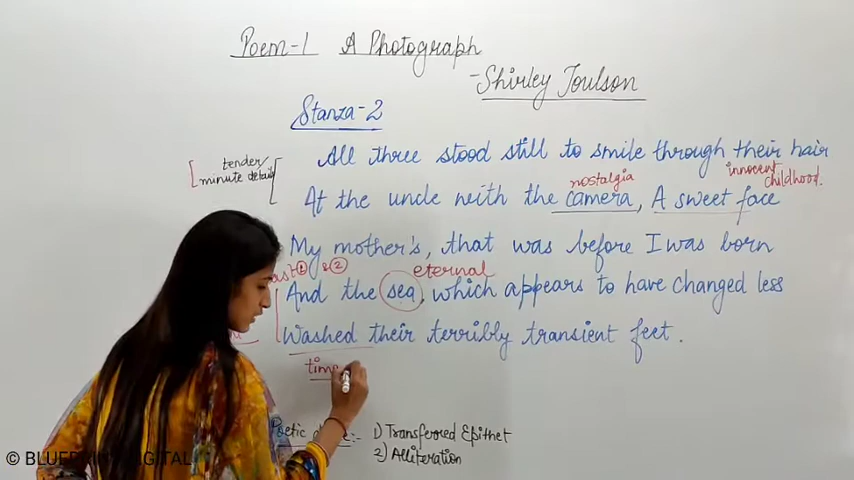 Poem-1 A Photograph
-Shirley Toulson
Stanza-2
tender/
minute detail
All three stood still to smile through their hair
innocent
childhood.
nostalgia
At the uncle with the camera, A sweet face
My mother's, that was before I was born
1 & 2
eternal
And the sea, which appears to have changed less
Washed their terribly transient feet.
time
Poetic
:- 1) Transferred Epithet
2) Alliteration
© BLUEPRINT DIGITAL